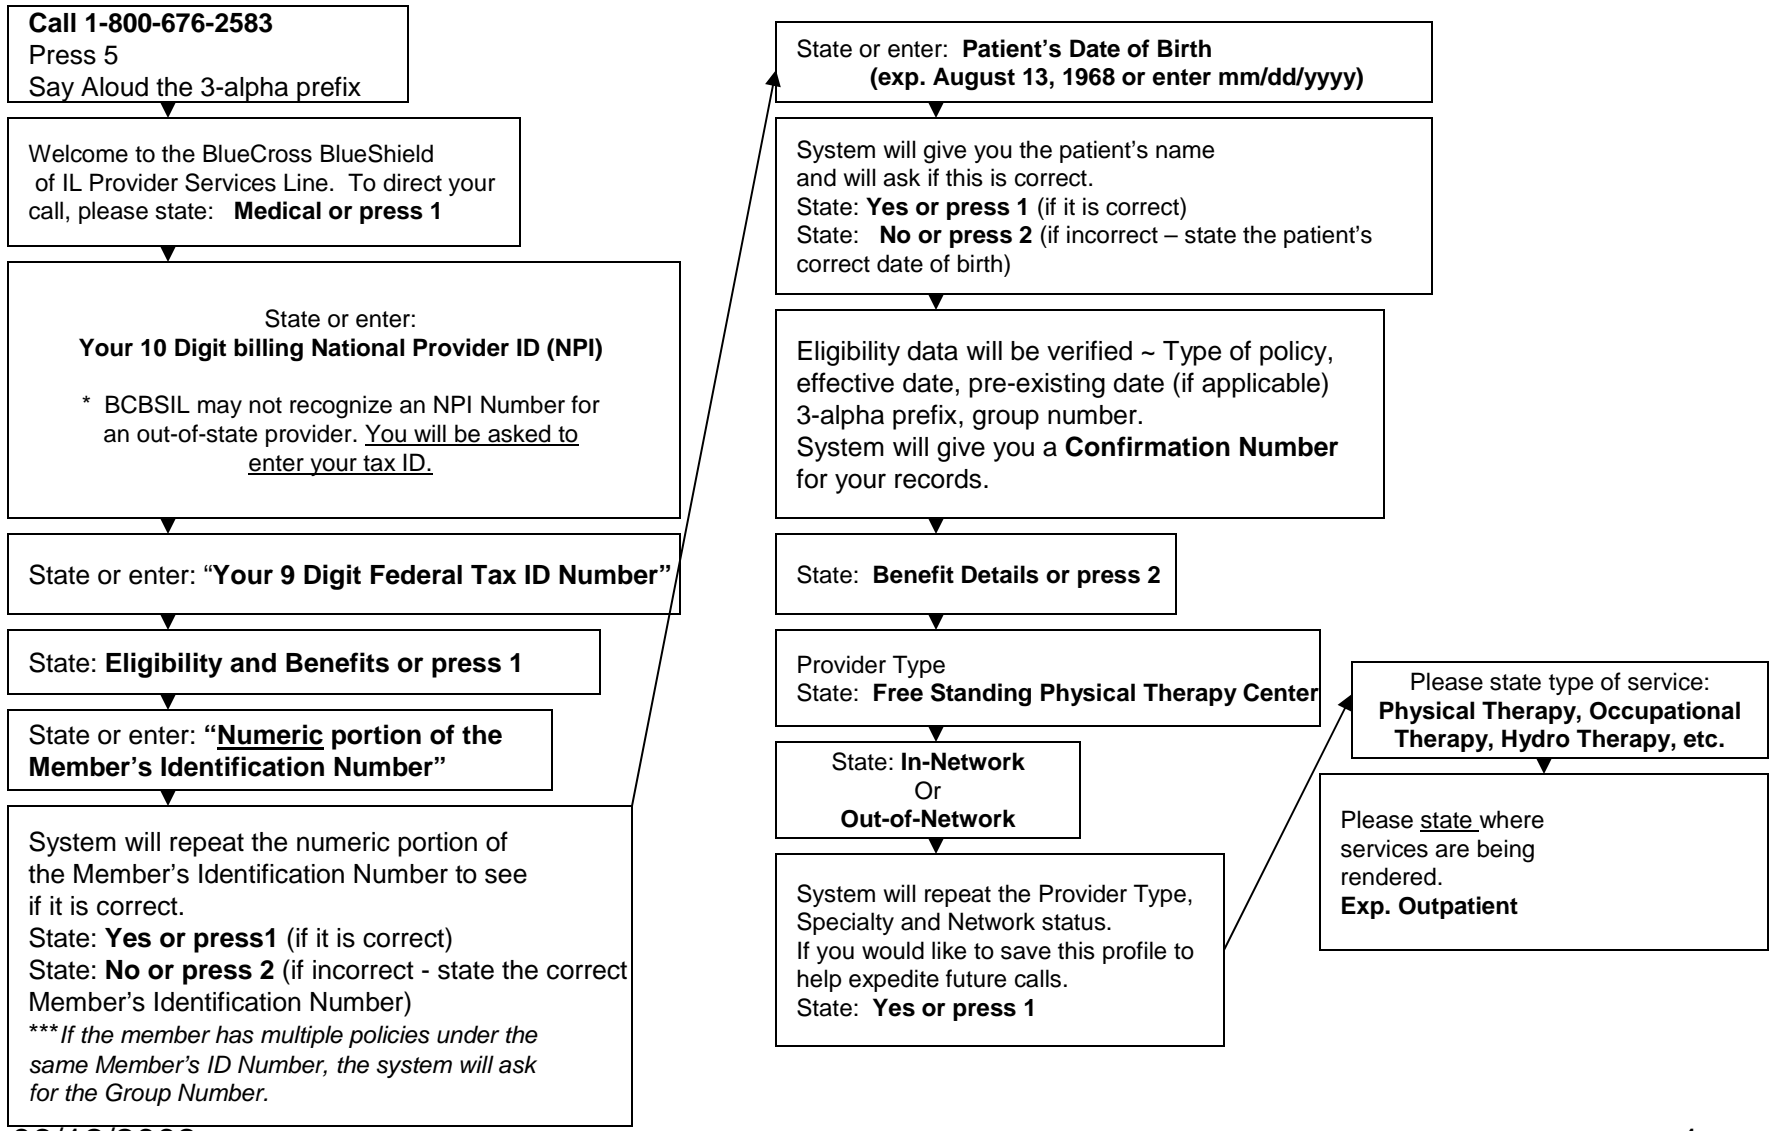 Call 1-800-676-2583
Press 5
Say Aloud the 3-alpha prefix
Welcome to the BlueCross BlueShield
of IL Provider Services Line. To direct your
call, please state: Medical or press 1
State or enter:
Your 10 Digit billing National Provider ID (NPI)
* BCBSIL may not recognize an NPI Number for
an out-of-state provider. You will be asked to
enter your tax ID.
State or enter: “Your 9 Digit Federal Tax ID Number”
State: Eligibility and Benefits or press 1
State or enter: “Numeric portion of the
Member’s Identification Number”
System will repeat the numeric portion of
the Member’s Identification Number to see
if it is correct.
State: Yes or press1 (if it is correct)
State: No or press 2 (if incorrect - state the correct
Member’s Identification Number)
***If the member has multiple policies under the
same Member’s ID Number, the system will ask
for the Group Number.
State or enter: Patient’s Date of Birth
(exp. August 13, 1968 or enter mm/dd/yyyy)
System will give you the patient’s name
and will ask if this is correct.
State: Yes or press 1 (if it is correct)
State: No or press 2 (if incorrect – state the patient’s
correct date of birth)
Eligibility data will be verified ~ Type of policy,
effective date, pre-existing date (if applicable)
3-alpha prefix, group number.
System will give you a Confirmation Number
for your records.
State: Benefit Details or press 2
Provider Type
State: Free Standing Physical Therapy Center
State: In-Network
Or
Out-of-Network
System will repeat the Provider Type,
Specialty and Network status.
If you would like to save this profile to
help expedite future calls.
State: Yes or press 1
Please state type of service:
Physical Therapy, Occupational
Therapy, Hydro Therapy, etc.
Please state where
services are being
rendered.
Exp. Outpatient